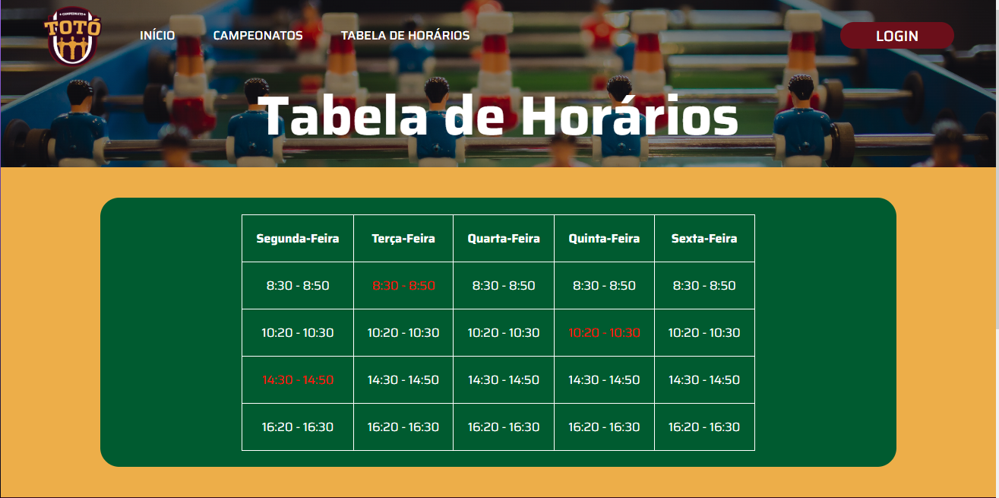 CAMPEONATO
TOTÓ
INÍCIO CAMPEONATOS TABELA DE HORÁRIOS LOGIN
Tabela de Horários
Segunda-Feira Terça-Feira Quarta-Feira Quinta-Feira Sexta-Feira
8:30 - 8:50 8:30 - 8:50 8:30 - 8:50 8:30 - 8:50 8:30 - 8:50
10:20 - 10:30 10:20 - 10:30 10:20 - 10:30 10:20 - 10:30 10:20 - 10:30
14:30 - 14:50 14:30 - 14:50 14:30 - 14:50 14:30 - 14:50 14:30 - 14:50
16:20 - 16:30 16:20 - 16:30 16:20 - 16:30 16:20 - 16:30 16:20 - 16:30